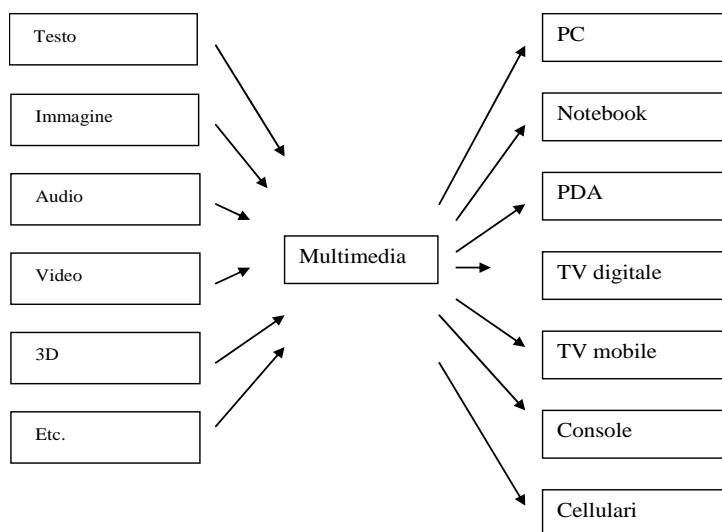 Testo
Immagine
Audio
Video
3D
Etc.
Multimedia
PC
Notebook
PDA
TV digitale
TV mobile
Console
Cellulari